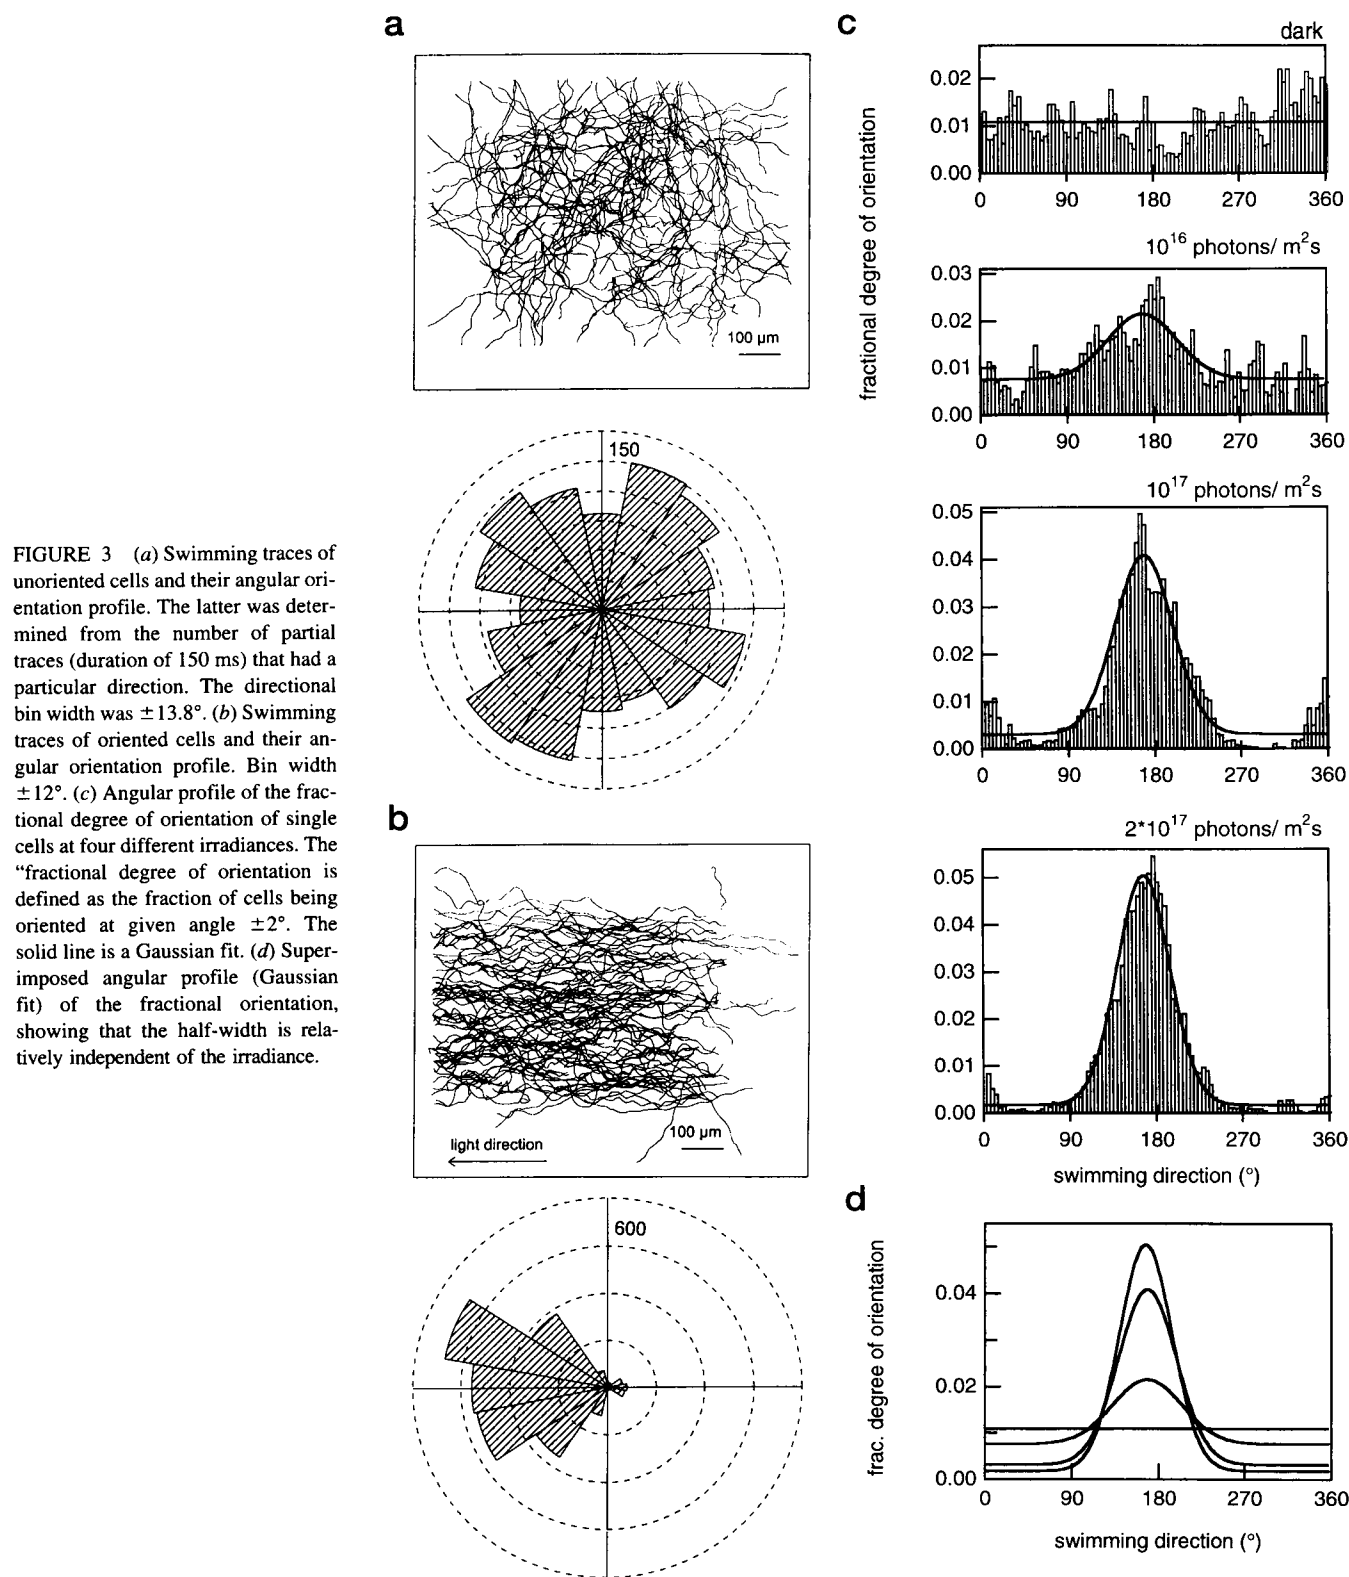 FIGURE 3 (a) Swimming traces of
unoriented cells and their angular ori-
entation profile. The latter was deter-
mined from the number of partial
traces (duration of 150 ms) that had a
particular direction. The directional
bin width was ±13.8°. (b) Swimming
traces of oriented cells and their an-
gular orientation profile. Bin width
±12°. (c) Angular profile of the frac-
tional degree of orientation of single
cells at four different irradiances. The
“fractional degree of orientation is
defined as the fraction of cells being
oriented at given angle ±2°. The
solid line is a Gaussian fit. (d) Super-
imposed angular profile (Gaussian
fit) of the fractional orientation,
showing that the half-width is rela-
tively independent of the irradiance.
a
100 µm
150
b
light direction
100 µm
600
c
fractional degree of orientation
dark
0.02
0.01
0.00
0 90 180 270 360
10¹⁶ photons/ m²s
0.03
0.02
0.01
0.00
0 90 180 270 360
10¹⁷ photons/ m²s
0.05
0.04
0.03
0.02
0.01
0.00
0 90 180 270 360
2*10¹⁷ photons/ m²s
0.05
0.04
0.03
0.02
0.01
0.00
0 90 180 270 360
swimming direction (°)
d
frac. degree of orientation
0.04
0.02
0.00
0 90 180 270 360
swimming direction (°)